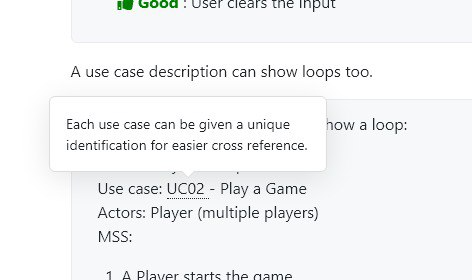 Good : User clears the input
A use case description can show loops too.
Each use case can be given a unique
identification for easier cross reference.
how a loop:
Use case: UC02 - Play a Game
Actors: Player (multiple players)
MSS:
1. A Player starts the game